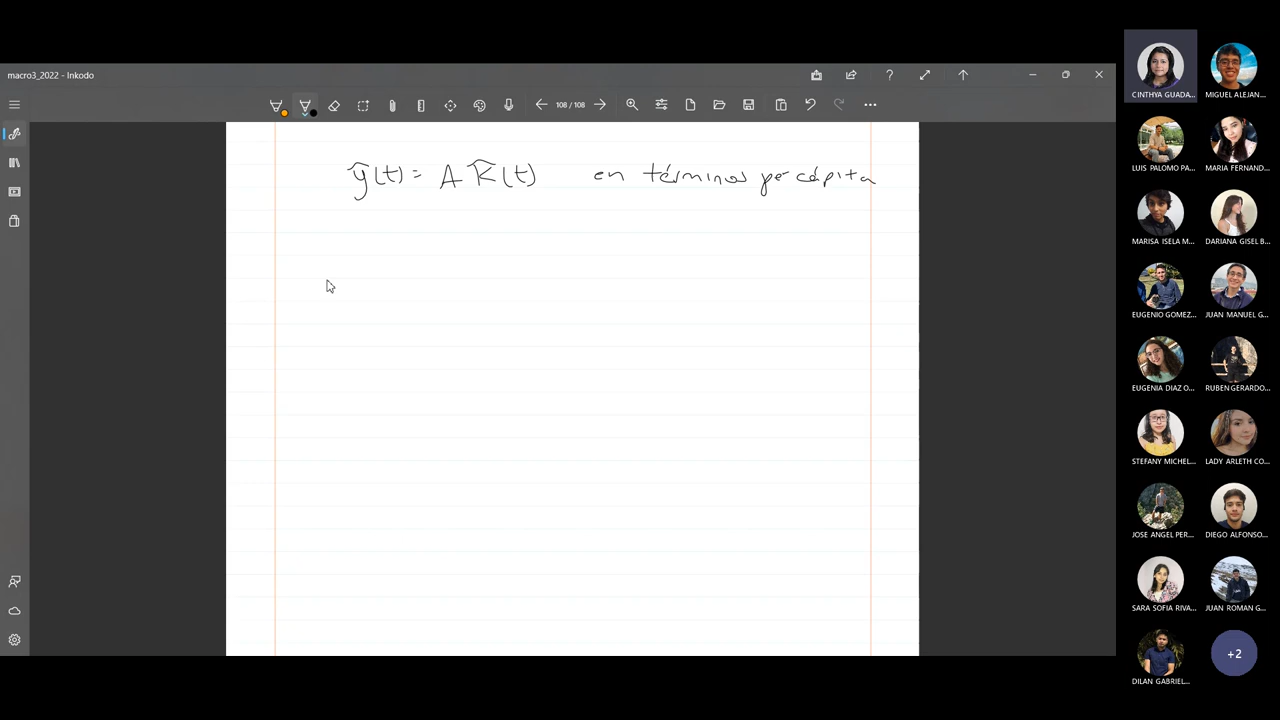 macro3_2022 - Inkodo
108 / 108
ŷ(t) = A k̂(t) en términos per cápita
CINTHYA GUADA...
MIGUEL ALEJAN...
LUIS PALOMO PA...
MARIA FERNAND...
MARISA ISELA M...
DARIANA GISEL B...
EUGENIO GOMEZ...
JUAN MANUEL G...
EUGENIA DIAZ O...
RUBEN GERARDO...
STEFANY MICHEL...
LADY ARLETH CO...
JOSE ANGEL PER...
DIEGO ALFONSO...
SARA SOFIA RIVA...
JUAN ROMAN G...
DILAN GABRIEL...
+2